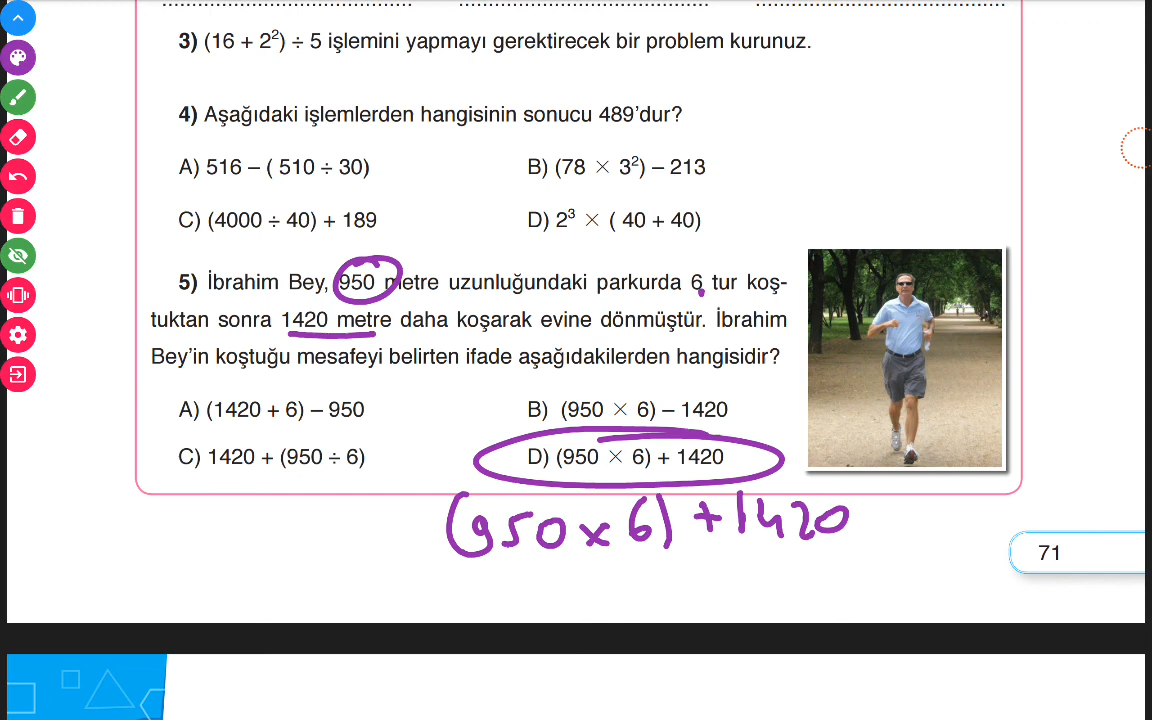 3) (16 + 2²) ÷ 5 işlemini yapmayı gerektirecek bir problem kurunuz.
4) Aşağıdaki işlemlerden hangisinin sonucu 489’dur?
A) 516 – ( 510 ÷ 30)
B) (78 × 3²) – 213
C) (4000 ÷ 40) + 189
D) 2³ × ( 40 + 40)
5) İbrahim Bey, 950 metre uzunluğundaki parkurda 6 tur koş-
tuktan sonra 1420 metre daha koşarak evine dönmüştür. İbrahim
Bey’in koştuğu mesafeyi belirten ifade aşağıdakilerden hangisidir?
A) (1420 + 6) – 950
B) (950 × 6) – 1420
C) 1420 + (950 ÷ 6)
D) (950 × 6) + 1420
(950x6) +1420
71